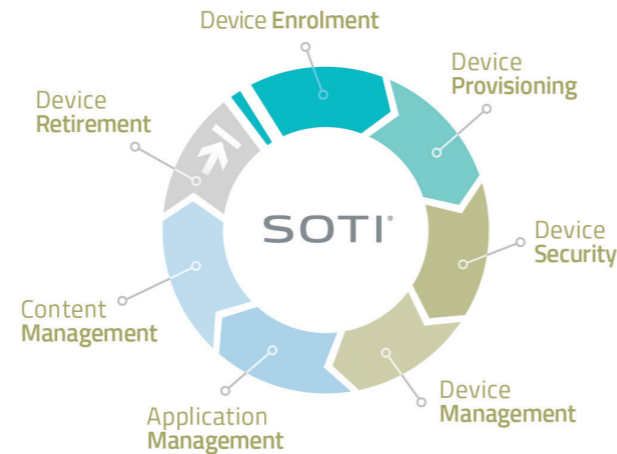 Device Enrolment
Device
Provisioning
Device
Security
Device
Management
Application
Management
Content
Management
Device
Retirement
SOTI®